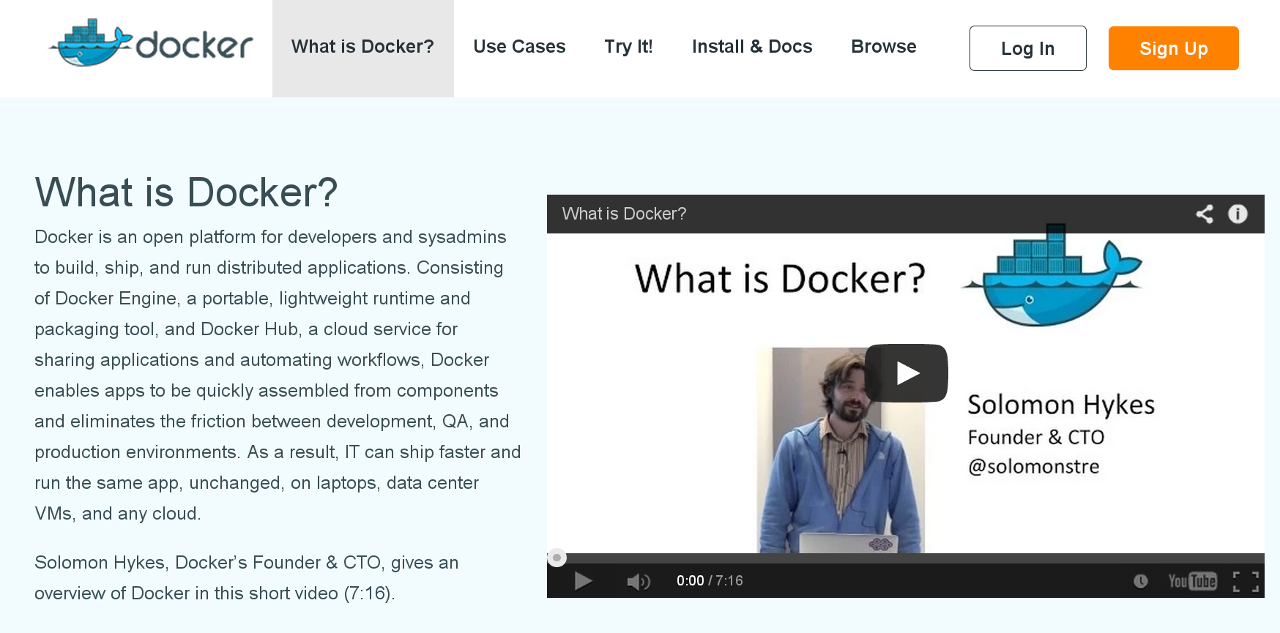 docker
What is Docker?
Use Cases
Try It!
Install & Docs
Browse
Log In
Sign Up
What is Docker?
Docker is an open platform for developers and sysadmins
to build, ship, and run distributed applications. Consisting
of Docker Engine, a portable, lightweight runtime and
packaging tool, and Docker Hub, a cloud service for
sharing applications and automating workflows, Docker
enables apps to be quickly assembled from components
and eliminates the friction between development, QA, and
production environments. As a result, IT can ship faster and
run the same app, unchanged, on laptops, data center
VMs, and any cloud.
Solomon Hykes, Docker’s Founder & CTO, gives an
overview of Docker in this short video (7:16).
What is Docker?
What is Docker?
Solomon Hykes
Founder & CTO
@solomonstre
0:00 / 7:16
YouTube